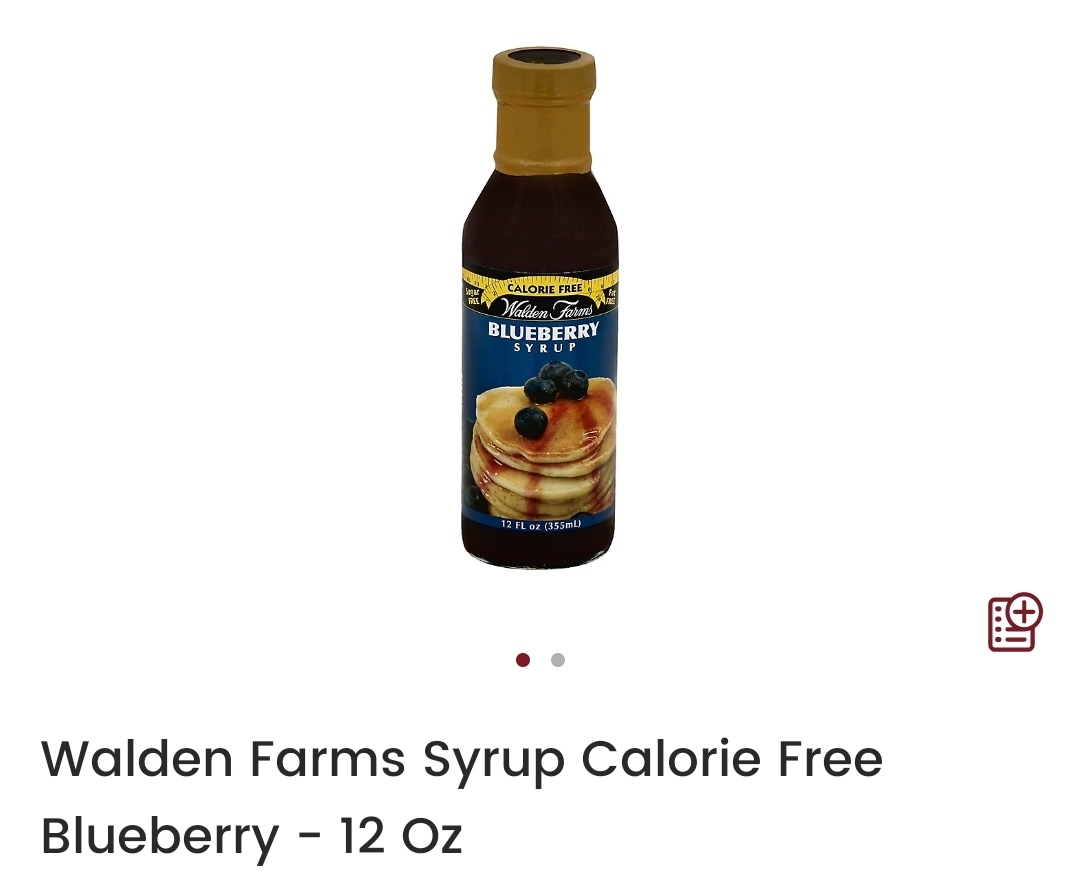 CALORIE FREE
Sugar FREE
Fat FREE
Walden Farms
BLUEBERRY
SYRUP
12 FL oz (355mL)
Walden Farms Syrup Calorie Free
Blueberry - 12 Oz